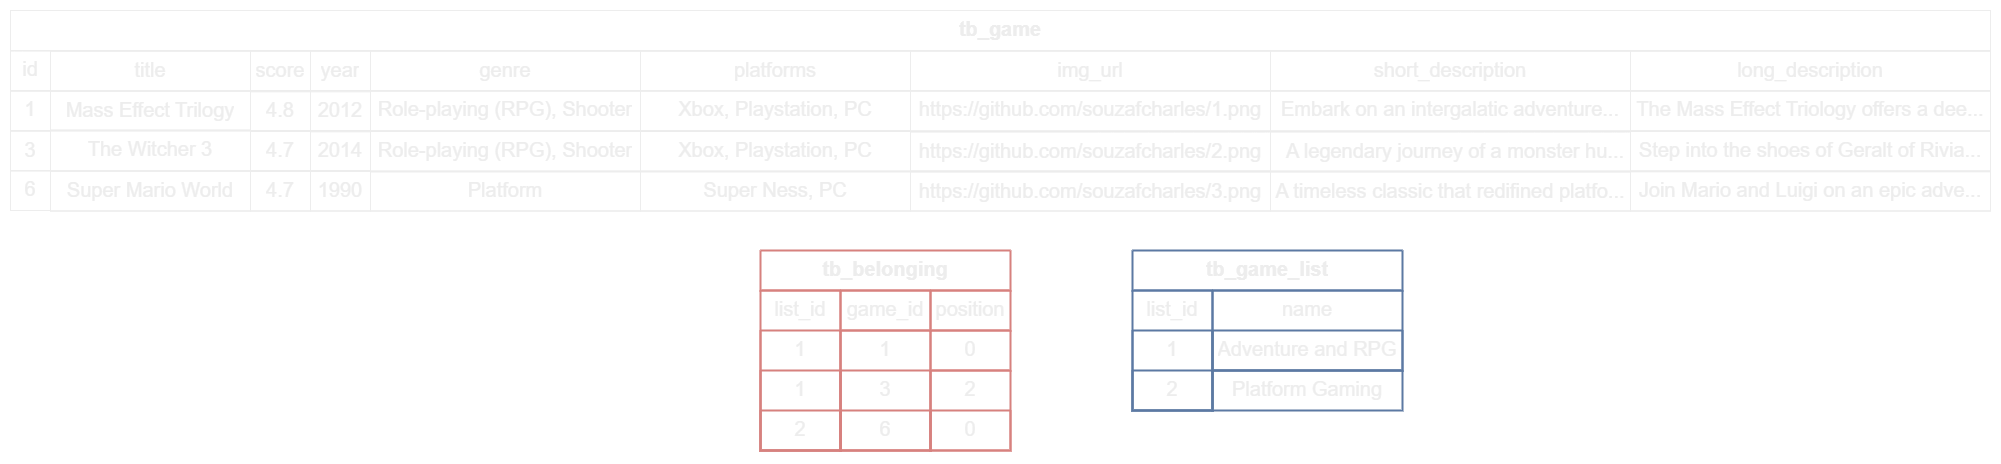 tb_game
id title score year genre platforms img_url short_description long_description
1 Mass Effect Trilogy 4.8 2012 Role-playing (RPG), Shooter Xbox, Playstation, PC https://github.com/souzafcharles/1.png Embark on an intergalatic adventure... The Mass Effect Triology offers a dee...
3 The Witcher 3 4.7 2014 Role-playing (RPG), Shooter Xbox, Playstation, PC https://github.com/souzafcharles/2.png A legendary journey of a monster hu... Step into the shoes of Geralt of Rivia...
6 Super Mario World 4.7 1990 Platform Super Ness, PC https://github.com/souzafcharles/3.png A timeless classic that redifined platfo... Join Mario and Luigi on an epic adve...
tb_belonging
list_id game_id position
1 1 0
1 3 2
2 6 0
tb_game_list
list_id name
1 Adventure and RPG
2 Platform Gaming